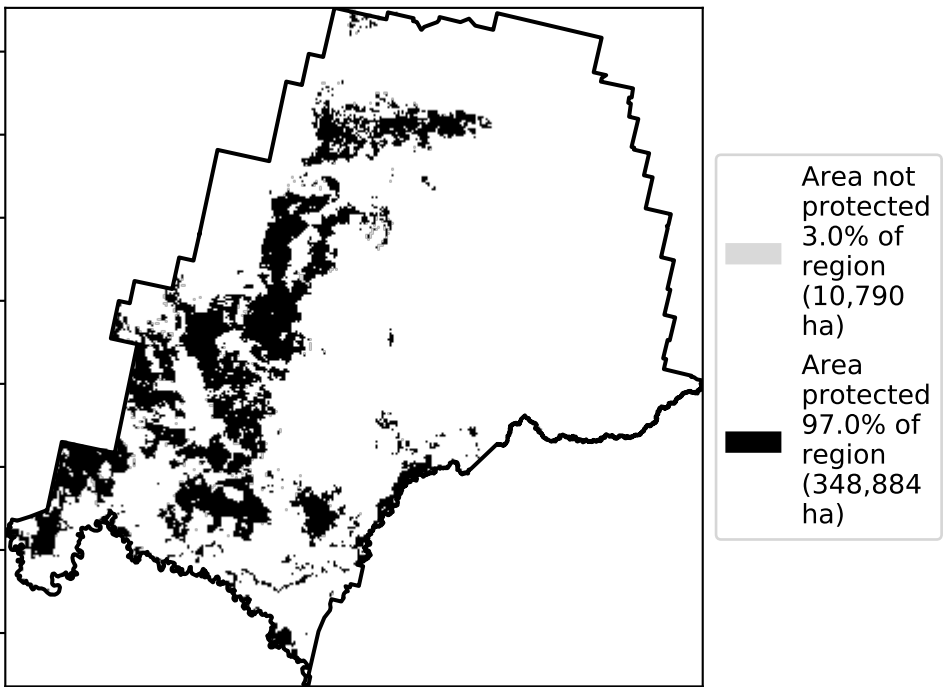 Area not
protected
3.0% of
region
(10,790
ha)
Area
protected
97.0% of
region
(348,884
ha)